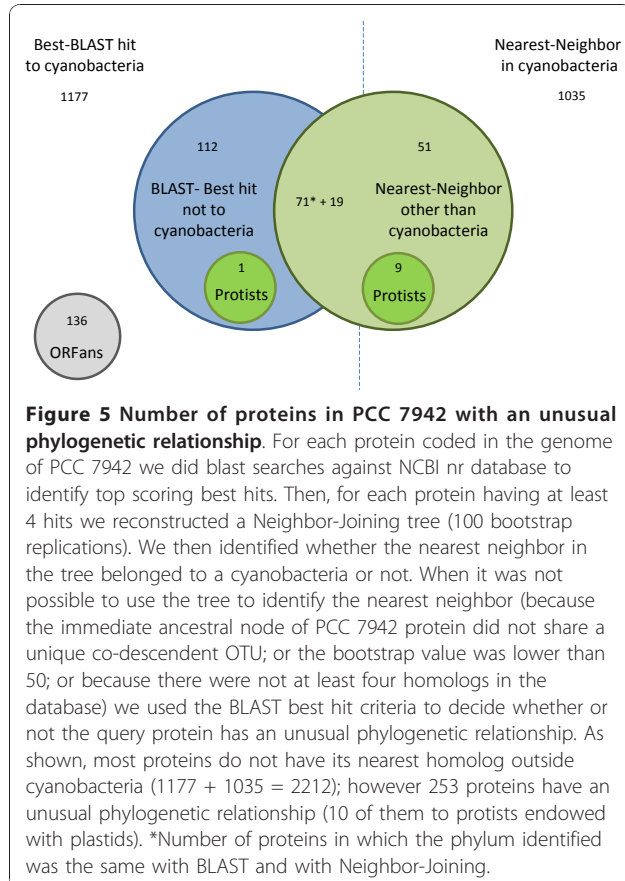 Best-BLAST hit
to cyanobacteria
1177
Nearest-Neighbor
in cyanobacteria
1035
112
BLAST- Best hit
not to
cyanobacteria
71* + 19
51
Nearest-Neighbor
other than
cyanobacteria
1
Protists
9
Protists
136
ORFans
Figure 5 Number of proteins in PCC 7942 with an unusual
phylogenetic relationship. For each protein coded in the genome
of PCC 7942 we did blast searches against NCBI nr database to
identify top scoring best hits. Then, for each protein having at least
4 hits we reconstructed a Neighbor-Joining tree (100 bootstrap
replications). We then identified whether the nearest neighbor in
the tree belonged to a cyanobacteria or not. When it was not
possible to use the tree to identify the nearest neighbor (because
the immediate ancestral node of PCC 7942 protein did not share a
unique co-descendent OTU; or the bootstrap value was lower than
50; or because there were not at least four homologs in the
database) we used the BLAST best hit criteria to decide whether or
not the query protein has an unusual phylogenetic relationship. As
shown, most proteins do not have its nearest homolog outside
cyanobacteria (1177 + 1035 = 2212); however 253 proteins have an
unusual phylogenetic relationship (10 of them to protists endowed
with plastids). *Number of proteins in which the phylum identified
was the same with BLAST and with Neighbor-Joining.